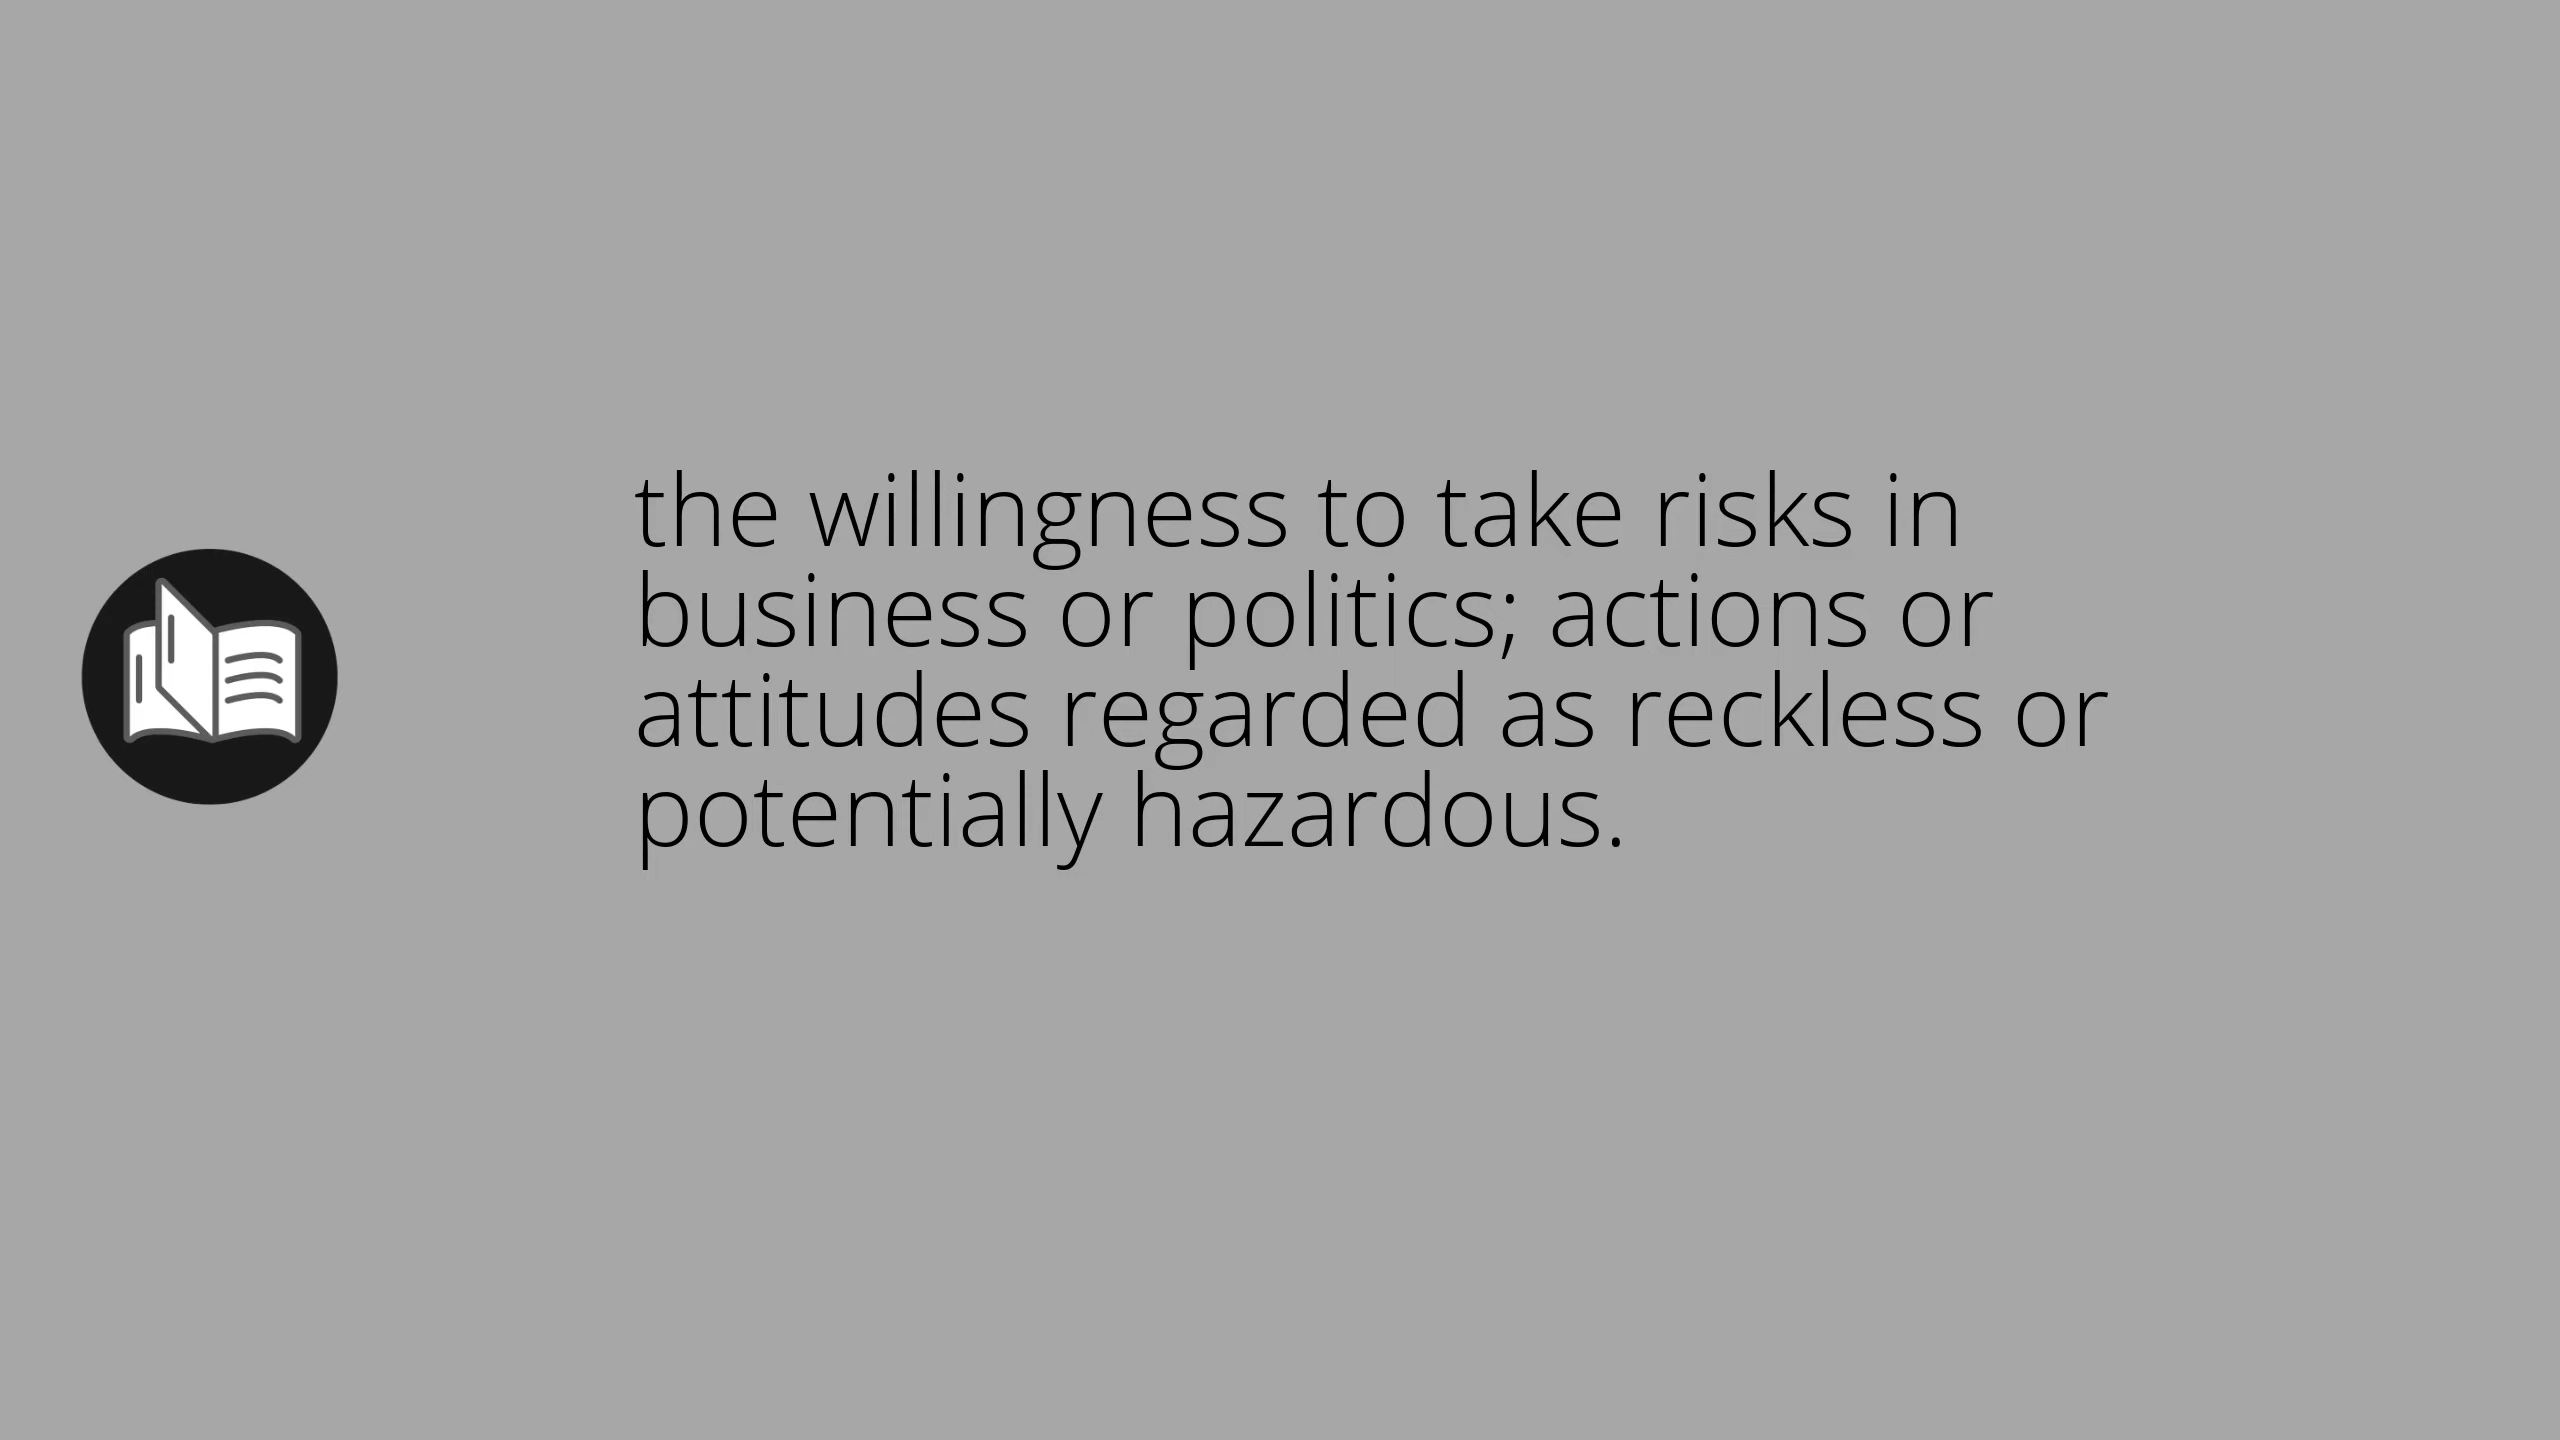 the willingness to take risks in
business or politics; actions or
attitudes regarded as reckless or
potentially hazardous.